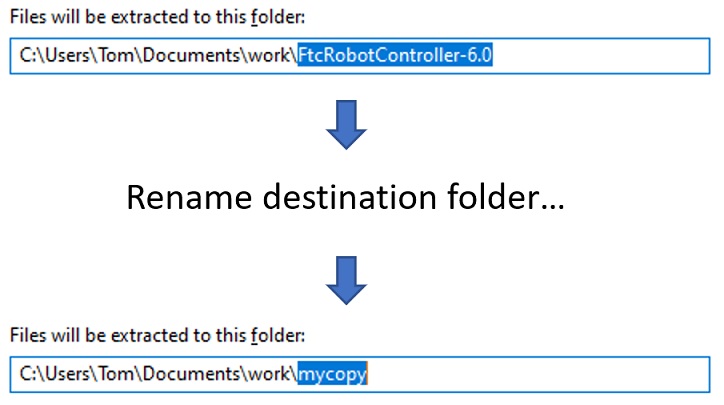 Files will be extracted to this folder:
C:\Users\Tom\Documents\work\FtcRobotController-6.0
Rename destination folder…
Files will be extracted to this folder:
C:\Users\Tom\Documents\work\mycopy